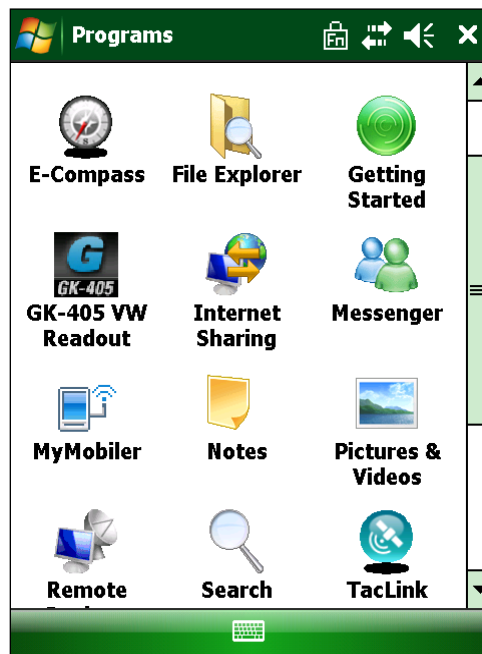 Programs
Fn
E-Compass
File Explorer
Getting
Started
G
GK-405
GK-405 VW
Readout
Internet
Sharing
Messenger
MyMobiler
Notes
Pictures &
Videos
Remote
Search
TacLink